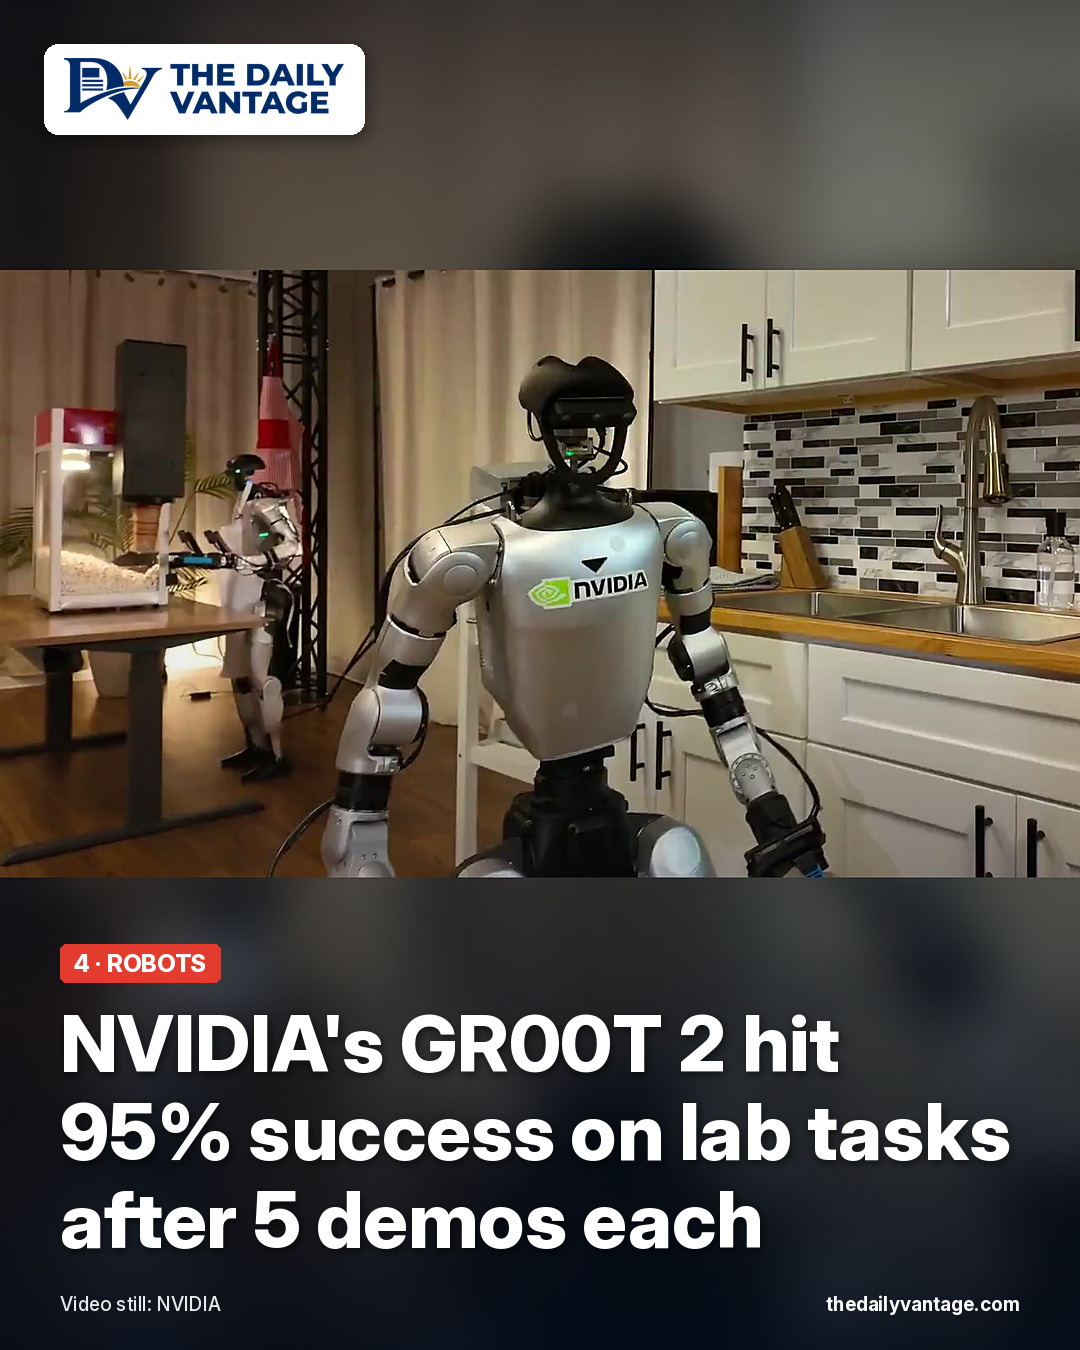 THE DAILY
VANTAGE
NVIDIA
4 · ROBOTS
NVIDIA's GR00T 2 hit
95% success on lab tasks
after 5 demos each
Video still: NVIDIA
thedailyvantage.com